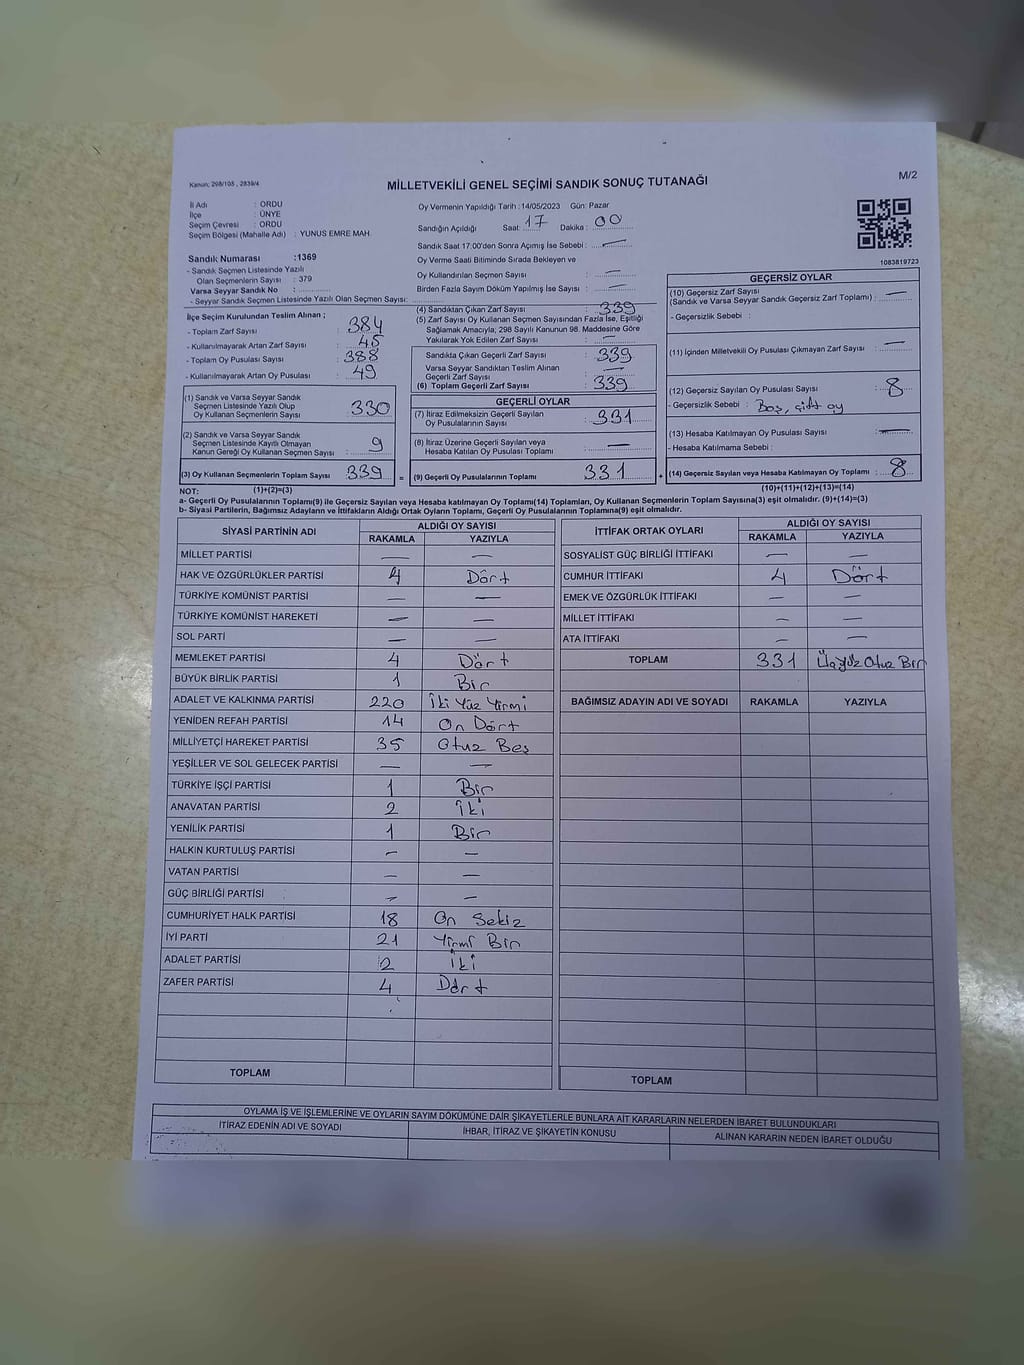 Kanun; 298/105 , 2839/4
M/2
MİLLETVEKİLİ GENEL SEÇİMİ SANDIK SONUÇ TUTANAĞI
İl Adı : ORDU
İlçe : ÜNYE
Seçim Çevresi : ORDU
Seçim Bölgesi (Mahalle Adı) : YUNUS EMRE MAH.
Sandık Numarası :1369
- Sandık Seçmen Listesinde Yazılı
Olan Seçmenlerin Sayısı : 379
Varsa Seyyar Sandık No :
- Seyyar Sandık Seçmen Listesinde Yazılı Olan Seçmen Sayısı:
Oy Vermenin Yapıldığı Tarih :14/05/2023 Gün: Pazar
Sandığın Açıldığı Saat: 17 Dakika : 00
Sandık Saat 17:00'den Sonra Açımış İse Sebebi : —
Oy Verme Saati Bitiminde Sırada Bekleyen ve
Oy Kullandırılan Seçmen Sayısı : —
Birden Fazla Sayım Döküm Yapılmış İse Sayısı : —
1083819723
İlçe Seçim Kurulundan Teslim Alınan ;
- Toplam Zarf Sayısı : 384
- Kullanılmayarak Artan Zarf Sayısı : 45
- Toplam Oy Pusulası Sayısı : 388
- Kullanılmayarak Artan Oy Pusulası : 49
(1) Sandık ve Varsa Seyyar Sandık
Seçmen Listesinde Yazılı Olup
Oy Kullanan Seçmenlerin Sayısı : 330
(2) Sandık ve Varsa Seyyar Sandık
Seçmen Listesinde Kayıtlı Olmayan
Kanun Gereği Oy Kullanan Seçmen Sayısı : 9
(3) Oy Kullanan Seçmenlerin Toplam Sayısı : 339 =
(1)+(2)=(3)
(4) Sandıktan Çıkan Zarf Sayısı : 339
(5) Zarf Sayısı Oy Kullanan Seçmen Sayısından Fazla İse, Eşitliği
Sağlamak Amacıyla, 298 Sayılı Kanunun 98. Maddesine Göre
Yakılarak Yok Edilen Zarf Sayısı : —
Sandıkta Çıkan Geçerli Zarf Sayısı : 339
Varsa Seyyar Sandıktan Teslim Alınan
Geçerli Zarf Sayısı : —
(6) Toplam Geçerli Zarf Sayısı : 339
GEÇERLİ OYLAR
(7) İtiraz Edilmeksizin Geçerli Sayılan
Oy Pusulalarının Sayısı : 331
(8) İtiraz Üzerine Geçerli Sayılan veya
Hesaba Katılan Oy Pusulası Toplamı : —
(9) Geçerli Oy Pusulalarının Toplamı : 331 +
GEÇERSİZ OYLAR
(10) Geçersiz Zarf Sayısı
(Sandık ve Varsa Seyyar Sandık Geçersiz Zarf Toplamı) : —
- Geçersizlik Sebebi :
(11) İçinden Milletvekili Oy Pusulası Çıkmayan Zarf Sayısı : —
(12) Geçersiz Sayılan Oy Pusulası Sayısı : 8
- Geçersizlik Sebebi : Boş, çift oy
(13) Hesaba Katılmayan Oy Pusulası Sayısı : —
- Hesaba Katılmama Sebebi :
(14) Geçersiz Sayılan veya Hesaba Katılmayan Oy Toplamı : 8
(10)+(11)+(12)+(13)=(14)
NOT:
a- Geçerli Oy Pusulalarının Toplamı(9) ile Geçersiz Sayılan veya Hesaba katılmayan Oy Toplam(14) Toplamları, Oy Kullanan Seçmenlerin Toplam Sayısına(3) eşit olmalıdır. (9)+(14)=(3)
b- Siyasi Partilerin, Bağımsız Adayların ve İttifakların Aldığı Ortak Oyların Toplamı, Geçerli Oy Pusulalarının Toplamına(9) eşit olmalıdır.
SİYASİ PARTİNİN ADI ALDIĞI OY SAYISI
RAKAMLA YAZIYLA
MİLLET PARTİSİ — —
HAK VE ÖZGÜRLÜKLER PARTİSİ 4 Dört
TÜRKİYE KOMÜNİST PARTİSİ — —
TÜRKİYE KOMÜNİST HAREKETİ — —
SOL PARTİ — —
MEMLEKET PARTİSİ 4 Dört
BÜYÜK BİRLİK PARTİSİ 1 Bir
ADALET VE KALKINMA PARTİSİ 220 İki Yüz Yirmi
YENİDEN REFAH PARTİSİ 14 On Dört
MİLLİYETÇİ HAREKET PARTİSİ 35 Otuz Beş
YEŞİLLER VE SOL GELECEK PARTİSİ — —
TÜRKİYE İŞÇİ PARTİSİ 1 Bir
ANAVATAN PARTİSİ 2 İki
YENİLİK PARTİSİ 1 Bir
HALKIN KURTULUŞ PARTİSİ — —
VATAN PARTİSİ — —
GÜÇ BİRLİĞİ PARTİSİ — —
CUMHURİYET HALK PARTİSİ 18 On Sekiz
İYİ PARTİ 21 Yirmi Bir
ADALET PARTİSİ 2 İki
ZAFER PARTİSİ 4 Dört
TOPLAM
İTTİFAK ORTAK OYLARI ALDIĞI OY SAYISI
RAKAMLA YAZIYLA
SOSYALİST GÜÇ BİRLİĞİ İTTİFAKI — —
CUMHUR İTTİFAKI 4 Dört
EMEK VE ÖZGÜRLÜK İTTİFAKI — —
MİLLET İTTİFAKI — —
ATA İTTİFAKI — —
TOPLAM 331 Üçyüz Otuz Bir
BAĞIMSIZ ADAYIN ADI VE SOYADI RAKAMLA YAZIYLA
TOPLAM
OYLAMA İŞ VE İŞLEMLERİNE VE OYLARIN SAYIM DÖKÜMÜNE DAİR ŞİKAYETLERLE BUNLARA AİT KARARLARIN NELERDEN İBARET BULUNDUKLARI
İTİRAZ EDENİN ADI VE SOYADI İHBAR, İTİRAZ VE ŞİKAYETİN KONUSU ALINAN KARARIN NEDEN İBARET OLDUĞU